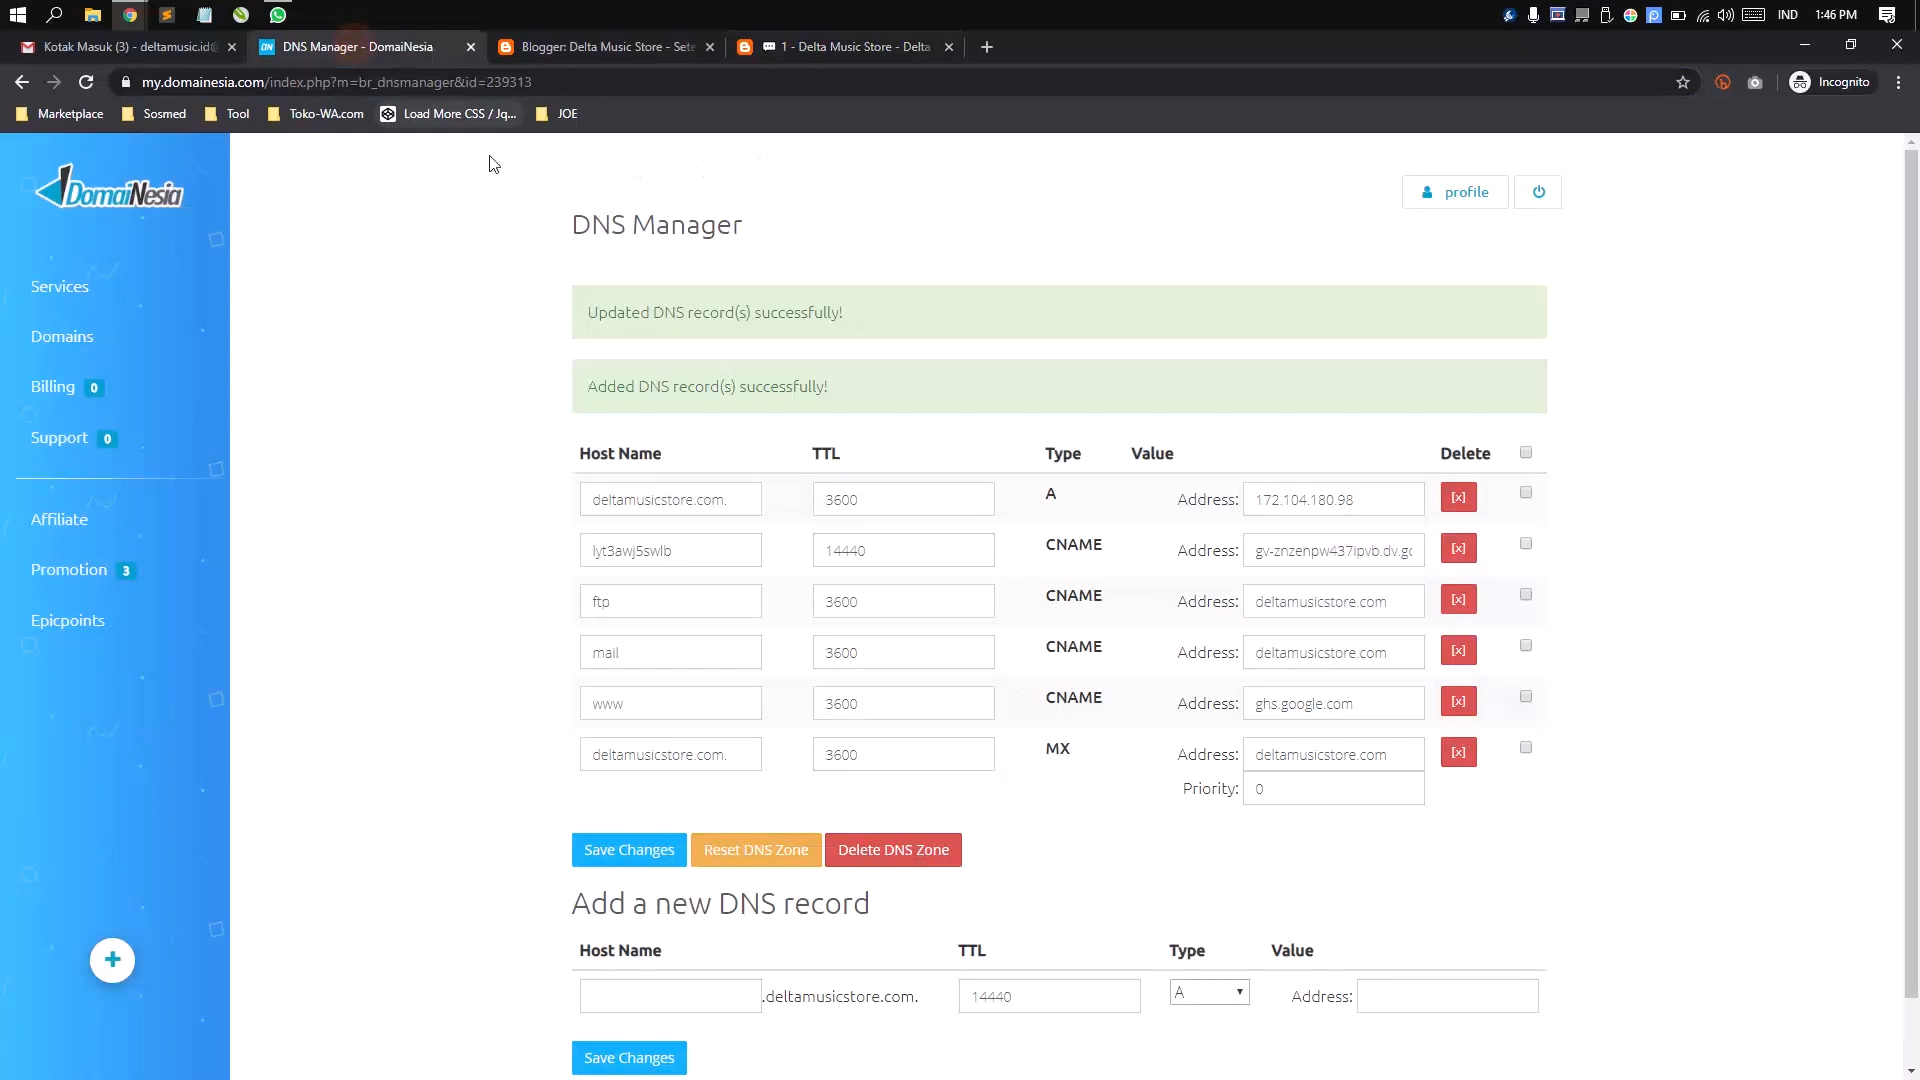 IND
1:46 PM
Kotak Masuk (3) - deltamusic.id@
DNS Manager - DomaiNesia
Blogger: Delta Music Store - Sete
1 - Delta Music Store - Delta
my.domainesia.com/index.php?m=br_dnsmanager&id=239313
Incognito
Marketplace
Sosmed
Tool
Toko-WA.com
Load More CSS / Jq...
JOE
DomaiNesia
Services
Domains
Billing 0
Support 0
Affiliate
Promotion 3
Epicpoints
profile
DNS Manager
Updated DNS record(s) successfully!
Added DNS record(s) successfully!
Host Name TTL Type Value Delete
deltamusicstore.com. 3600 A Address: 172.104.180.98 [x]
lyt3awj5swlb 14440 CNAME Address: gv-znzenpw437ipvb.dv.gc [x]
ftp 3600 CNAME Address: deltamusicstore.com [x]
mail 3600 CNAME Address: deltamusicstore.com [x]
www 3600 CNAME Address: ghs.google.com [x]
deltamusicstore.com. 3600 MX Address: deltamusicstore.com [x]
Priority: 0
Save Changes Reset DNS Zone Delete DNS Zone
Add a new DNS record
Host Name TTL Type Value
.deltamusicstore.com. 14440 A Address:
Save Changes